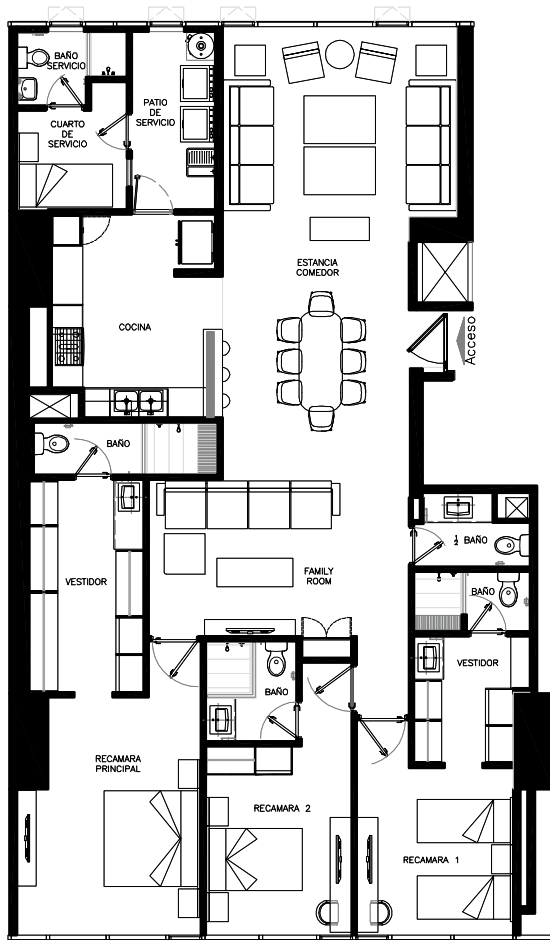 BAÑO
SERVICIO
PATIO
DE
SERVICIO
CUARTO
DE
SERVICIO
ESTANCIA
COMEDOR
COCINA
Acceso
BAÑO
½ BAÑO
VESTIDOR
FAMILY
ROOM
BAÑO
VESTIDOR
BAÑO
RECAMARA
PRINCIPAL
RECAMARA 2
RECAMARA 1